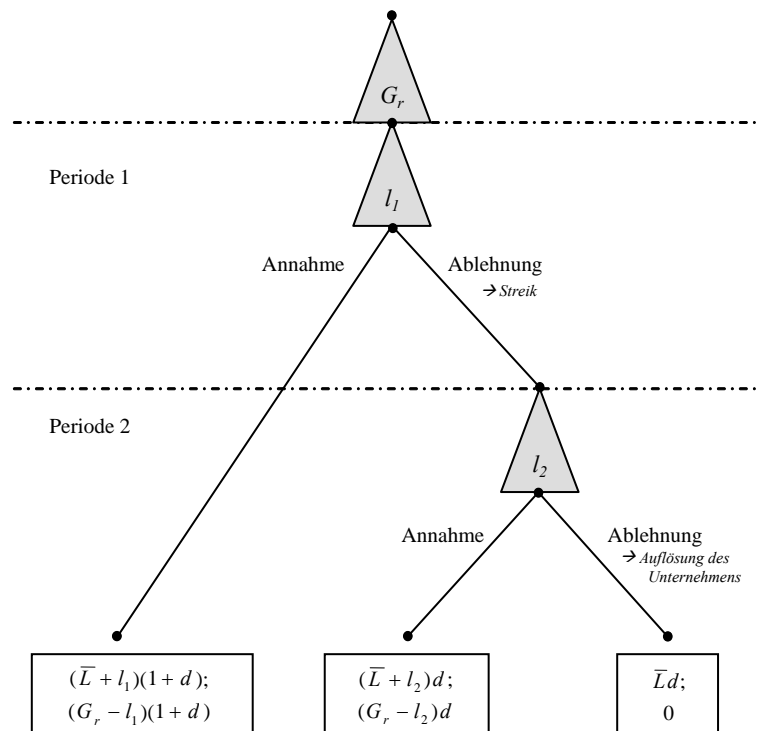 G_r
Periode 1
l_1
Annahme
Ablehnung
→ Streik
Periode 2
l_2
Annahme
Ablehnung
→ Auflösung des
Unternehmens
(L̅ + l_1)(1 + d);
(G_r − l_1)(1 + d)
(L̅ + l_2)d;
(G_r − l_2)d
L̅d;
0